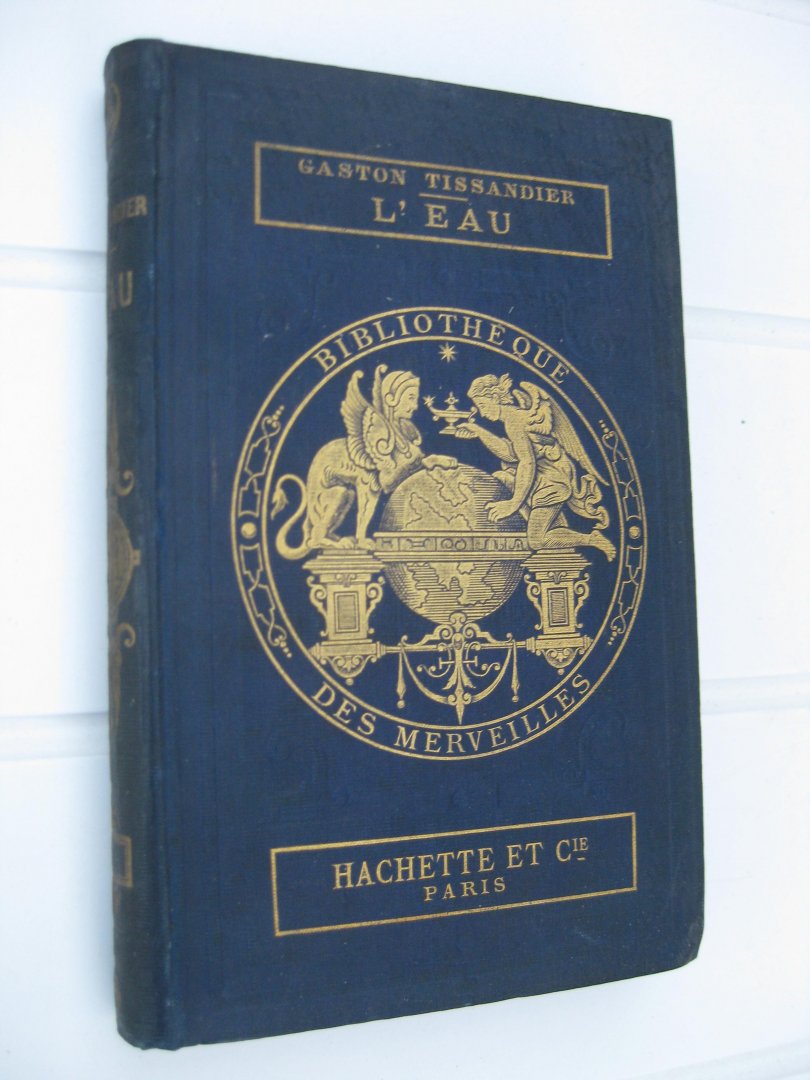 GASTON TISSANDIER
L'EAU
BIBLIOTHEQUE
DES MERVEILLES
HACHETTE ET CIE
PARIS